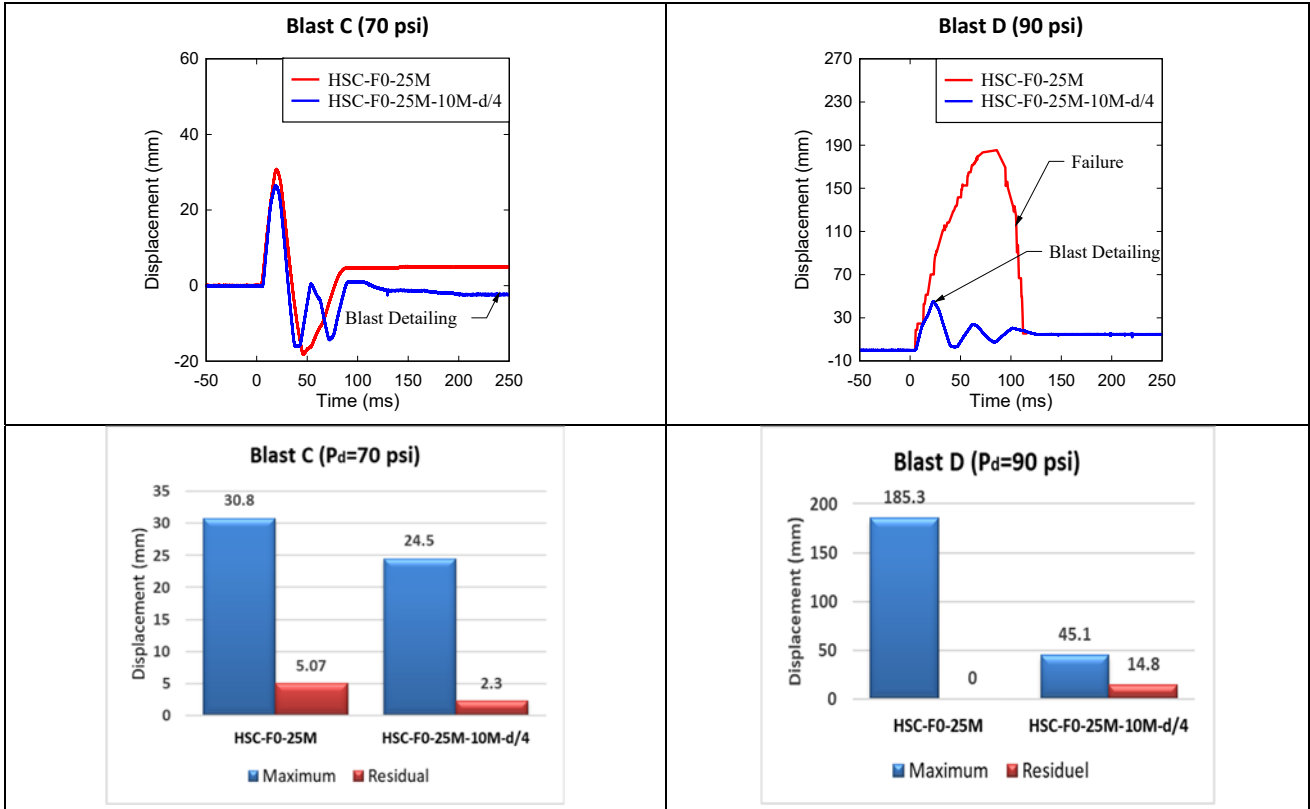 Blast C (70 psi)
HSC-F0-25M
HSC-F0-25M-10M-d/4
60
40
20
0
-20
Displacement (mm)
Blast Detailing
-50 0 50 100 150 200 250
Time (ms)
Blast D (90 psi)
HSC-F0-25M
HSC-F0-25M-10M-d/4
270
230
190
150
110
70
30
-10
Displacement (mm)
Failure
Blast Detailing
-50 0 50 100 150 200 250
Time (ms)
Blast C (Pd=70 psi)
35
30
25
20
15
10
5
0
Displacement (mm)
30.8
24.5
5.07
2.3
HSC-F0-25M HSC-F0-25M-10M-d/4
Maximum Residual
Blast D (Pd=90 psi)
200
150
100
50
0
Displacement (mm)
185.3
45.1
0
14.8
HSC-F0-25M HSC-F0-25M-10M-d/4
Maximum Residuel